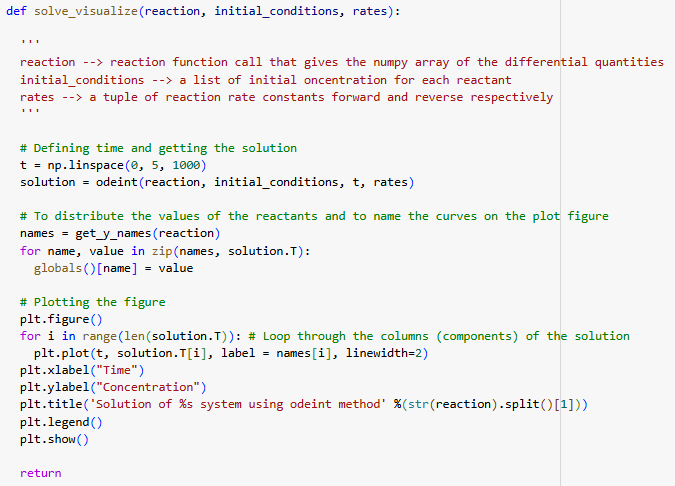 def solve_visualize(reaction, initial_conditions, rates):
'''
reaction --> reaction function call that gives the numpy array of the differential quantities
initial_conditions --> a list of initial oncentration for each reactant
rates --> a tuple of reaction rate constants forward and reverse respectively
'''
# Defining time and getting the solution
t = np.linspace(0, 5, 1000)
solution = odeint(reaction, initial_conditions, t, rates)
# To distribute the values of the reactants and to name the curves on the plot figure
names = get_y_names(reaction)
for name, value in zip(names, solution.T):
globals()[name] = value
# Plotting the figure
plt.figure()
for i in range(len(solution.T)): # Loop through the columns (components) of the solution
plt.plot(t, solution.T[i], label = names[i], linewidth=2)
plt.xlabel("Time")
plt.ylabel("Concentration")
plt.title('Solution of %s system using odeint method' %(str(reaction).split()[1]))
plt.legend()
plt.show()
return